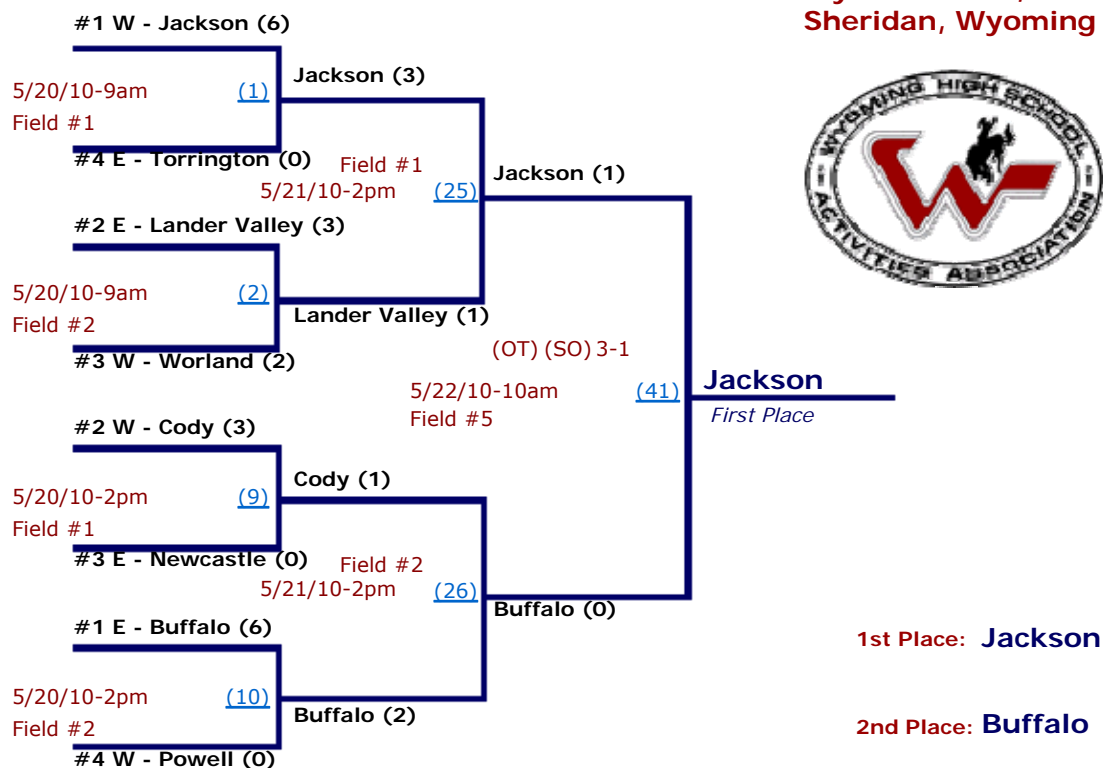 Sheridan, Wyoming
WYOMING HIGH SCHOOL
ACTIVITIES ASSOCIATION
W
#1 W - Jackson (6)
5/20/10-9am (1)
Field #1
#4 E - Torrington (0)
Jackson (3)
Field #1
5/21/10-2pm (25)
#2 E - Lander Valley (3)
5/20/10-9am (2)
Field #2
#3 W - Worland (2)
Lander Valley (1)
Jackson (1)
(OT) (SO) 3-1
5/22/10-10am (41)
Field #5
Jackson
First Place
#2 W - Cody (3)
5/20/10-2pm (9)
Field #1
#3 E - Newcastle (0)
Cody (1)
Field #2
5/21/10-2pm (26)
Buffalo (0)
#1 E - Buffalo (6)
5/20/10-2pm (10)
Field #2
#4 W - Powell (0)
Buffalo (2)
1st Place: Jackson
2nd Place: Buffalo